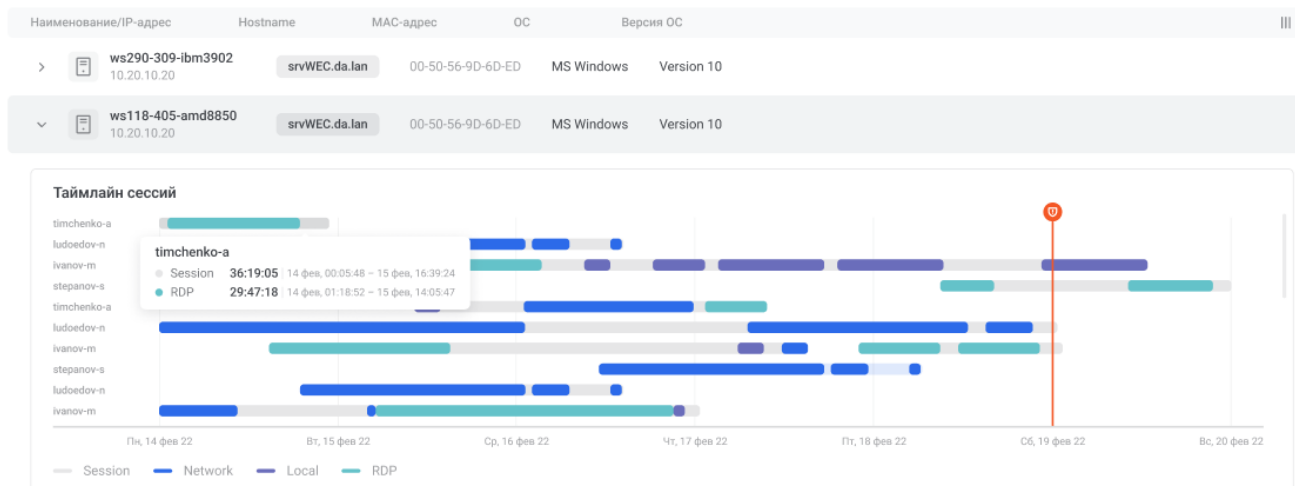 Наименование/IP-адрес Hostname MAC-адрес ОС Версия ОС
ws290-309-ibm3902 srvWEC.da.lan 00-50-56-9D-6D-ED MS Windows Version 10
10.20.10.20
ws118-405-amd8850 srvWEC.da.lan 00-50-56-9D-6D-ED MS Windows Version 10
10.20.10.20
Таймлайн сессий
timchenko-a
ludoedov-n
ivanov-m
stepanov-s
timchenko-a
ludoedov-n
ivanov-m
stepanov-s
ludoedov-n
ivanov-m
timchenko-a
Session 36:19:05 14 фев, 00:05:48 – 15 фев, 16:39:24
RDP 29:47:18 14 фев, 01:18:52 – 15 фев, 14:05:47
Пн, 14 фев 22 Вт, 15 фев 22 Ср, 16 фев 22 Чт, 17 фев 22 Пт, 18 фев 22 Сб, 19 фев 22 Вс, 20 фев 22
Session Network Local RDP